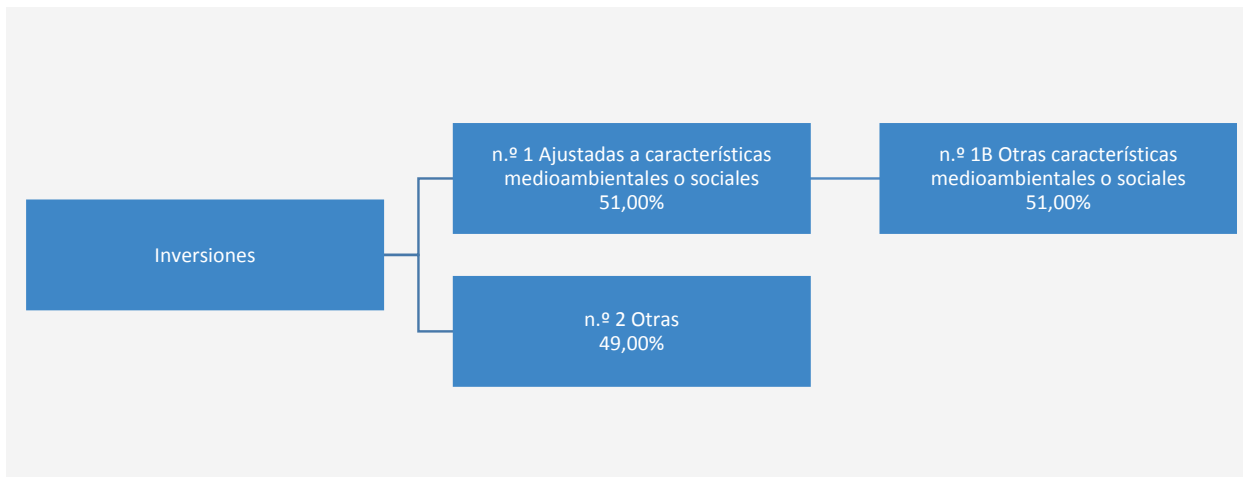 Inversiones
n.º 1 Ajustadas a características
medioambientales o sociales
51,00%
n.º 1B Otras características
medioambientales o sociales
51,00%
n.º 2 Otras
49,00%